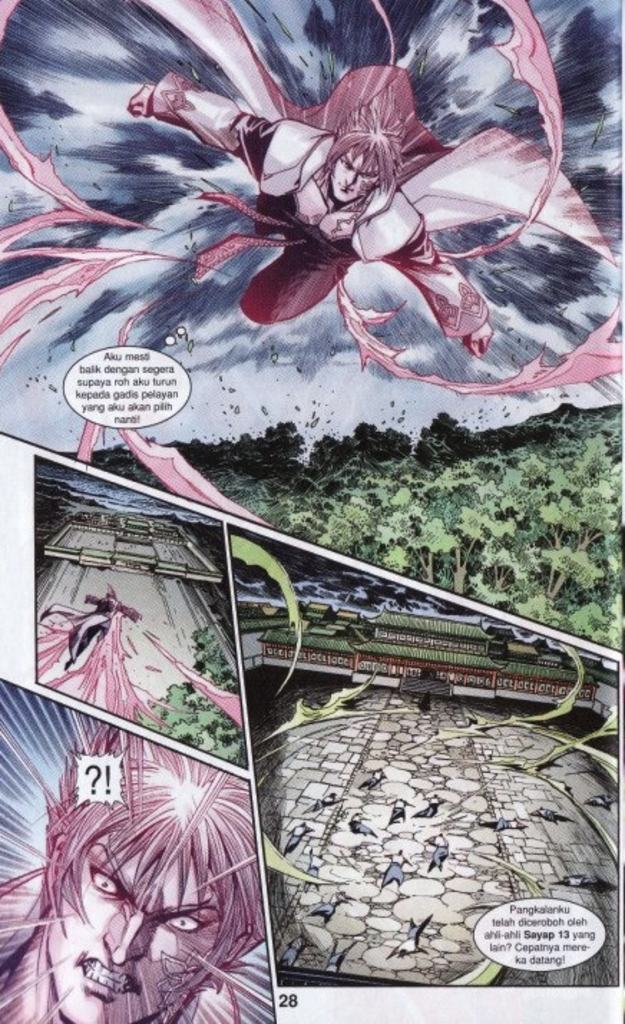 Aku mesti
balik dengan segera
supaya roh aku turun
kepada gadis pelayan
yang aku akan pilih
nanti!
?!
Pangkalanku
telah diceroboh oleh
ahli-ahli Sayap 13 yang
lain? Cepatnya mere-
ka datang!
28